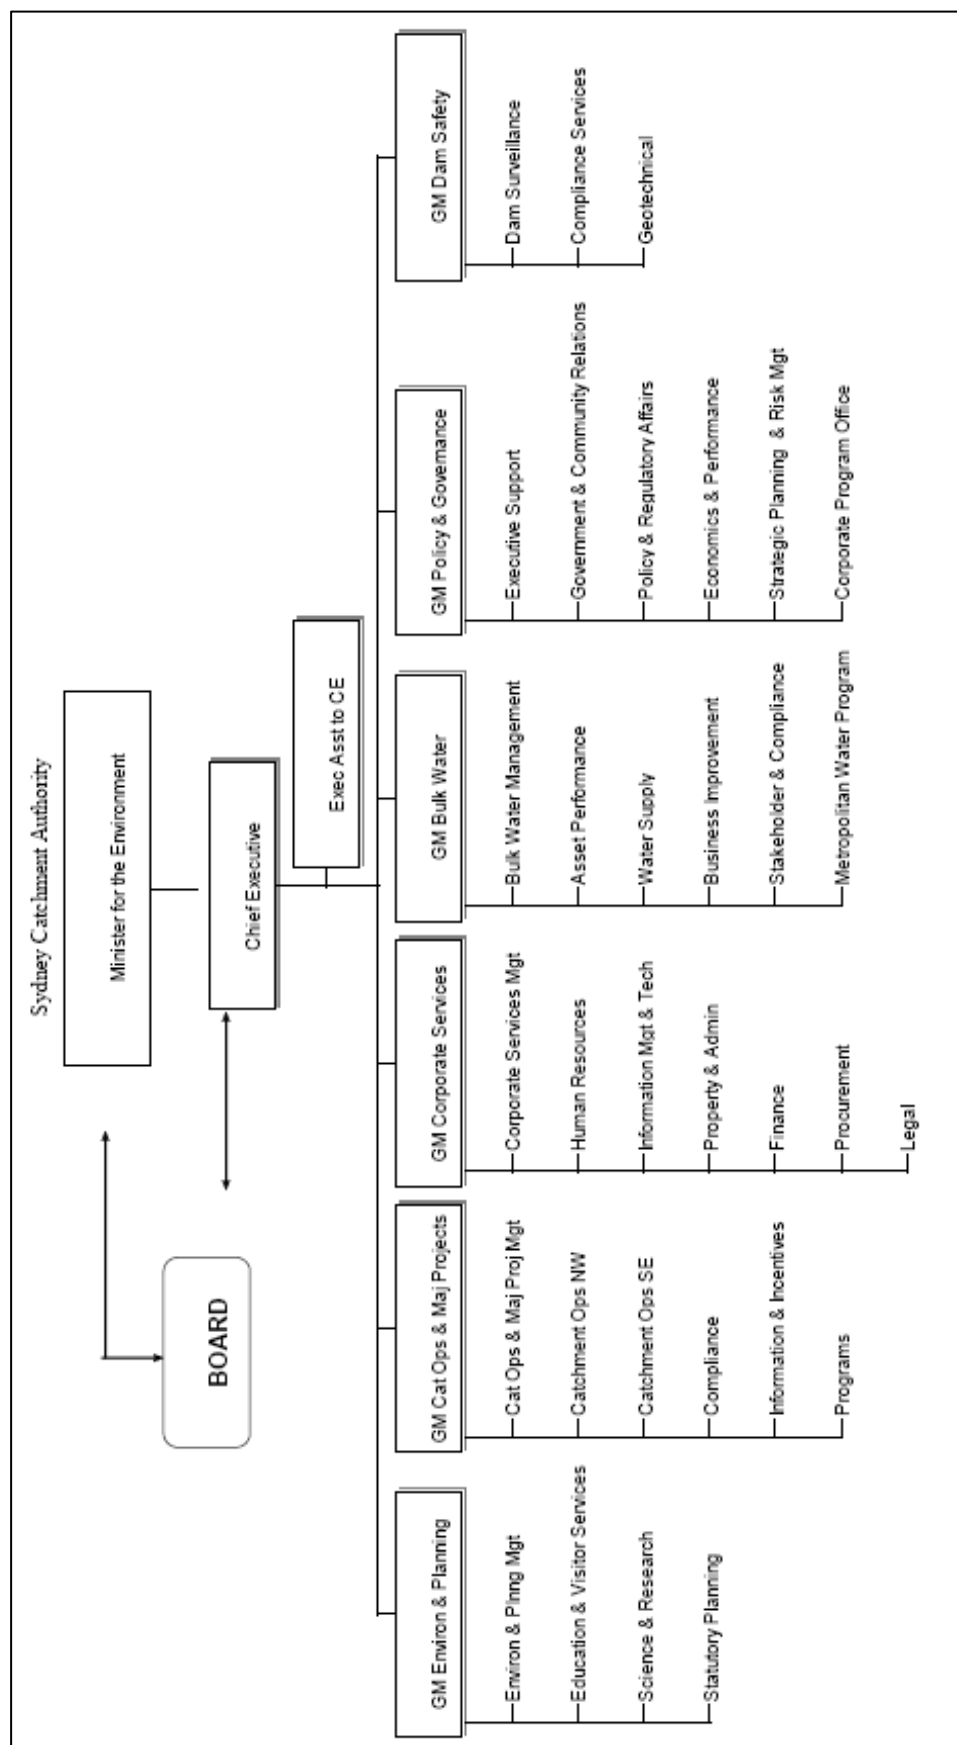 Sydney Catchment Authority
Minister for the Environment
BOARD
Chief Executive
Exec Asst to CE
GM Environ & Planning
Environ & Plnng Mgt
Education & Visitor Services
Science & Research
Statutory Planning
GM Cat Ops & Maj Projects
Cat Ops & Maj Proj Mgt
Catchment Ops NW
Catchment Ops SE
Compliance
Information & Incentives
Programs
GM Corporate Services
Corporate Services Mgt
Human Resources
Information Mgt & Tech
Property & Admin
Finance
Procurement
Legal
GM Bulk Water
Bulk Water Management
Asset Performance
Water Supply
Business Improvement
Stakeholder & Compliance
Metropolitan Water Program
GM Policy & Governance
Executive Support
Government & Community Relations
Policy & Regulatory Affairs
Economics & Performance
Strategic Planning & Risk Mgt
Corporate Program Office
GM Dam Safety
Dam Surveillance
Compliance Services
Geotechnical